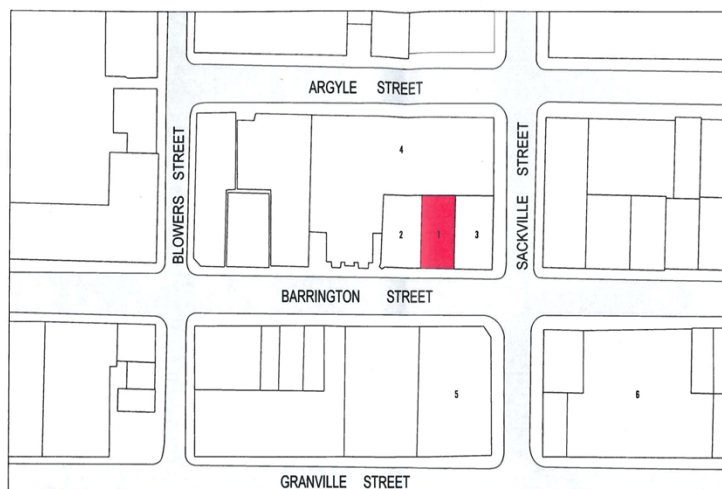 ARGYLE STREET
BLOWERS STREET
SACKVILLE STREET
4
2
1
3
BARRINGTON STREET
5
6
GRANVILLE STREET